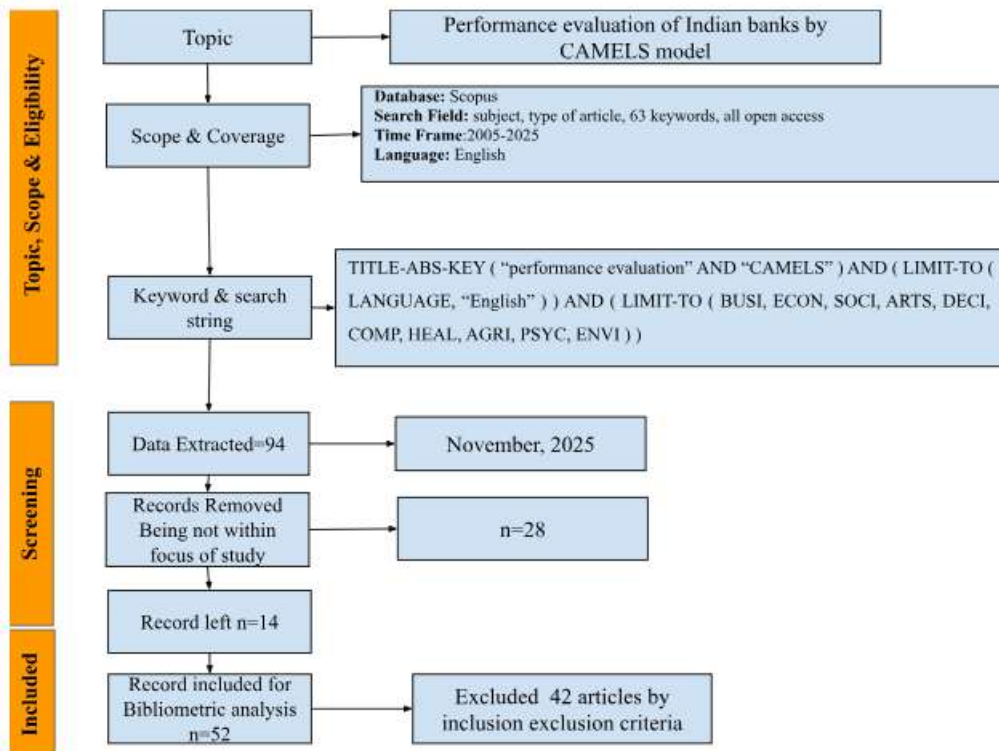 Topic, Scope & Eligibility
Topic
Performance evaluation of Indian banks by
CAMELS model
Scope & Coverage
Database: Scopus
Search Field: subject, type of article, 63 keywords, all open access
Time Frame:2005-2025
Language: English
Keyword & search
string
TITLE-ABS-KEY ( “performance evaluation” AND “CAMELS” ) AND ( LIMIT-TO (
LANGUAGE, “English” ) ) AND ( LIMIT-TO ( BUSI, ECON, SOCI, ARTS, DECI,
COMP, HEAL, AGRI, PSYC, ENVI ) )
Screening
Data Extracted=94
November, 2025
Records Removed
Being not within
focus of study
n=28
Record left n=14
Included
Record included for
Bibliometric analysis
n=52
Excluded 42 articles by
inclusion exclusion criteria